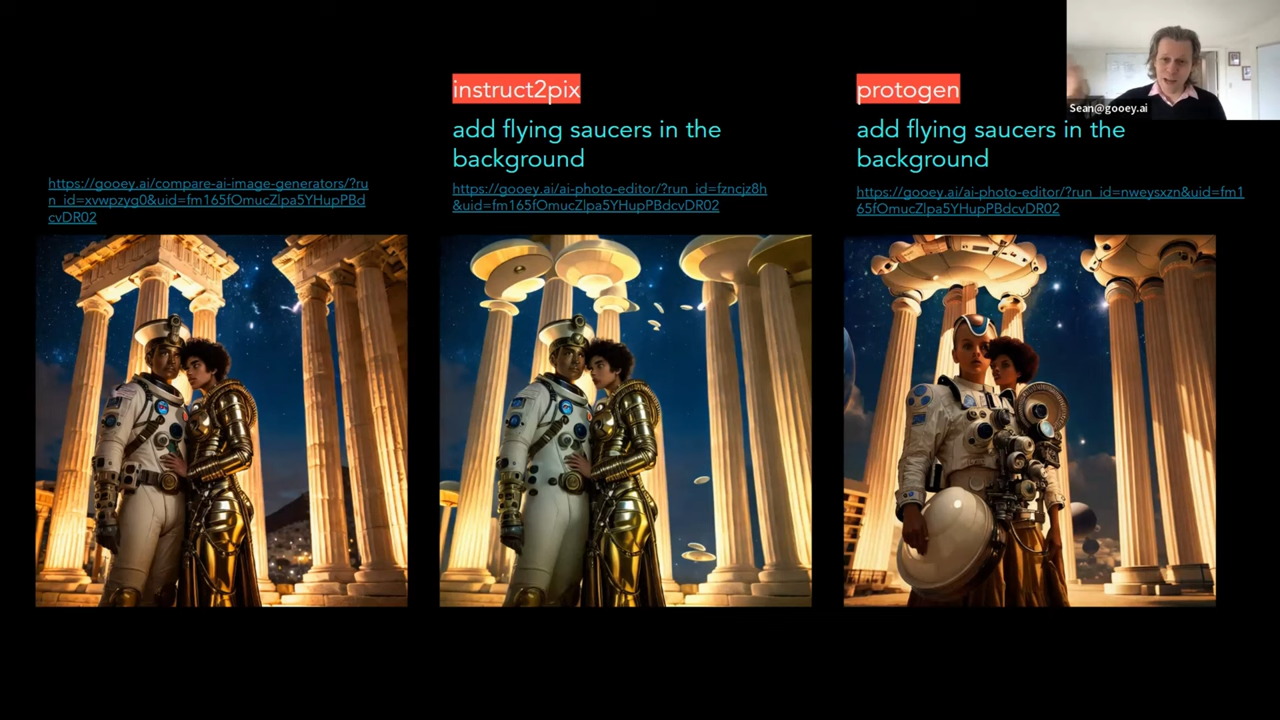 https://gooey.ai/compare-ai-image-generators/?ru
n_id=xvwpzyg0&uid=fm165fOmucZlpa5YHupPBd
cvDR02
instruct2pix
add flying saucers in the
background
https://gooey.ai/ai-photo-editor/?run_id=fzncjz8h
&uid=fm165fOmucZlpa5YHupPBdcvDR02
protogen
add flying saucers in the
background
https://gooey.ai/ai-photo-editor/?run_id=nweysxzn&uid=fm1
65fOmucZlpa5YHupPBdcvDR02
Sean@gooey.ai